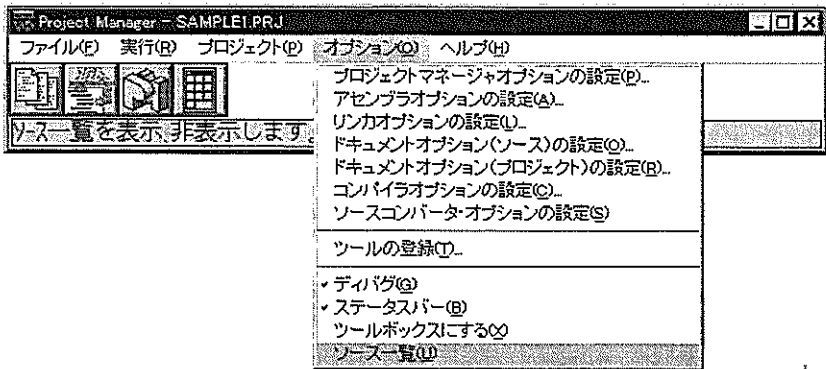 Project Manager - SAMPLE1.PRJ
ファイル(F) 実行(R) プロジェクト(P) オプション(O) ヘルプ(H)
ソース一覧を表示/非表示します。
プロジェクトマネージャオプションの設定(P)...
アセンブラオプションの設定(A)...
リンカオプションの設定(L)...
ドキュメントオプション(ソース)の設定(O)...
ドキュメントオプション(プロジェクト)の設定(R)...
コンパイラオプションの設定(C)...
ソースコンバータ・オプションの設定(S)
ツールの登録(T)...
ディバグ(G)
ステータスバー(B)
ツールボックスにする(X)
ソース一覧(U)